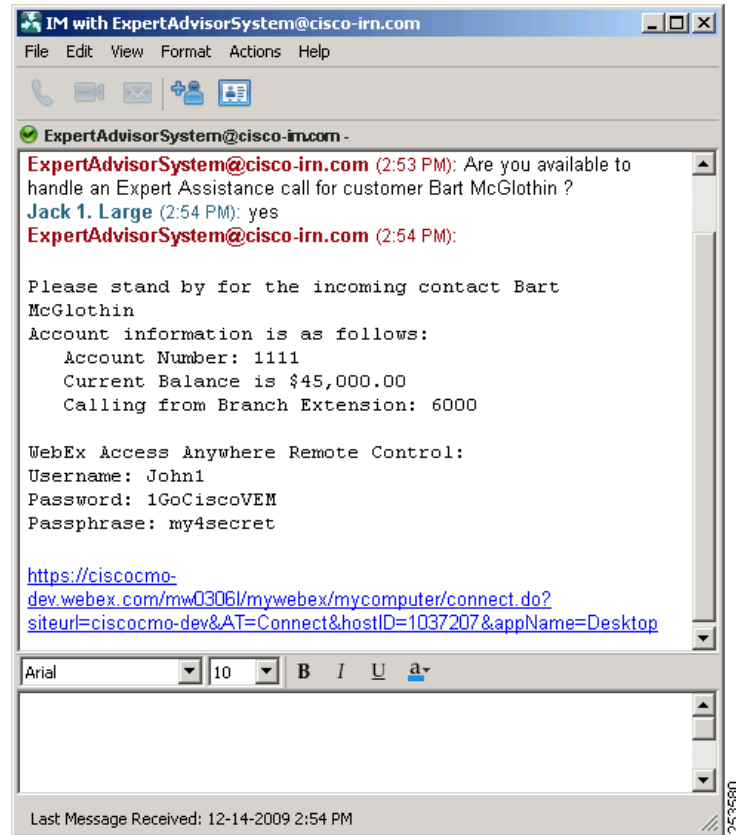 IM with ExpertAdvisorSystem@cisco-irn.com
File Edit View Format Actions Help
ExpertAdvisorSystem@cisco-irn.com -
ExpertAdvisorSystem@cisco-irn.com (2:53 PM): Are you available to
handle an Expert Assistance call for customer Bart McGlothin ?
Jack 1. Large (2:54 PM): yes
ExpertAdvisorSystem@cisco-irn.com (2:54 PM):
Please stand by for the incoming contact Bart
McGlothin
Account information is as follows:
Account Number: 1111
Current Balance is $45,000.00
Calling from Branch Extension: 6000
WebEx Access Anywhere Remote Control:
Username: John1
Password: 1GoCiscoVEM
Passphrase: my4secret
https://ciscocmo-
dev.webex.com/mw0306l/mywebex/mycomputer/connect.do?
siteurl=ciscocmo-dev&AT=Connect&hostID=1037207&appName=Desktop
Arial 10 B I U a
Last Message Received: 12-14-2009 2:54 PM
253580